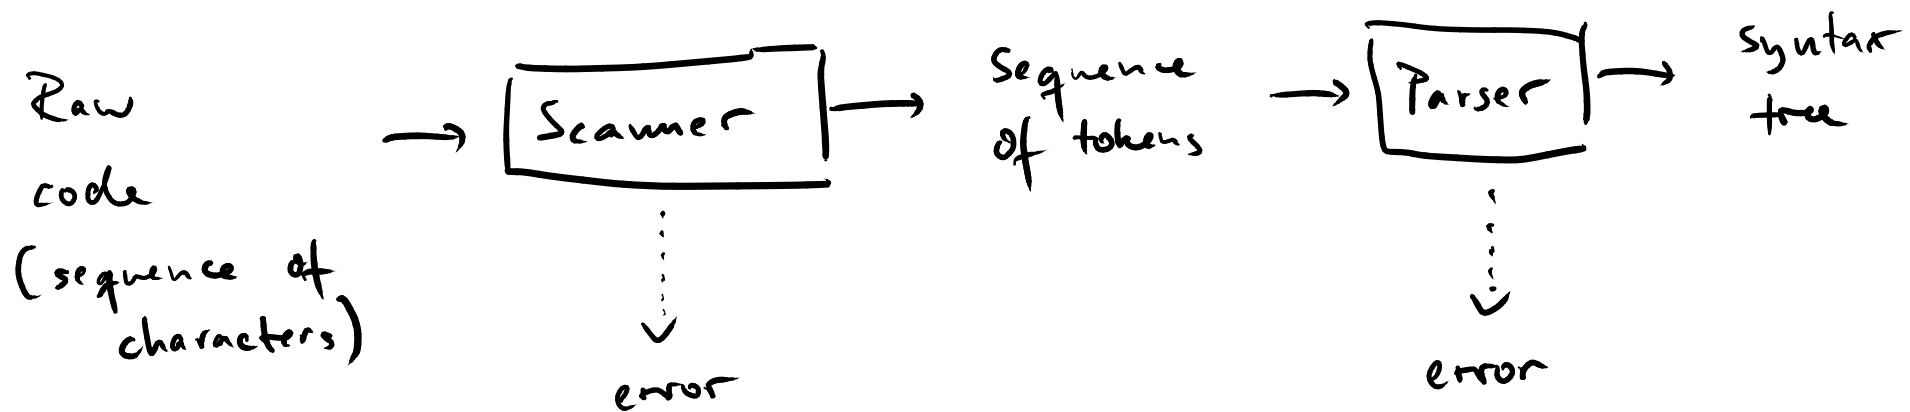 Raw
code
(sequence of
characters)
Scanner
error
Sequence
of tokens
Parser
error
Syntax
tree